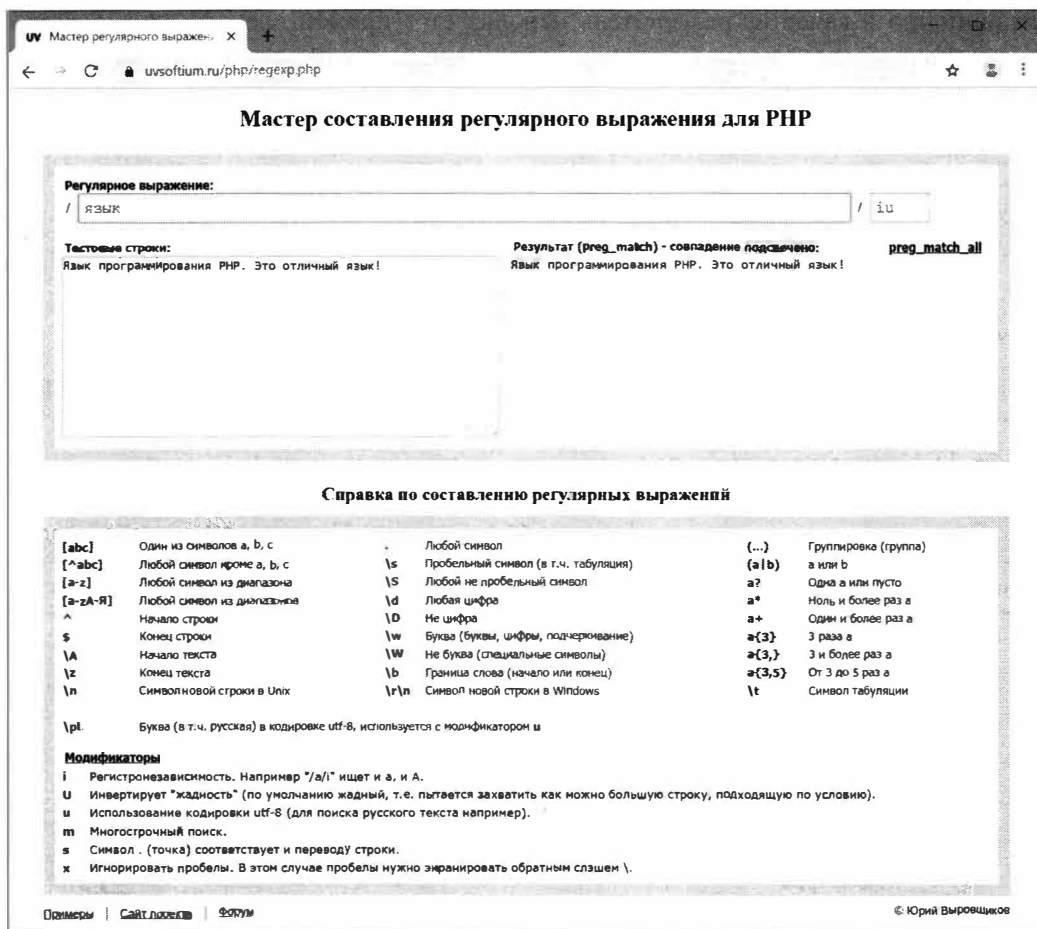 UV Мастер регулярного выражен
uvsoftium.ru/php/regexp.php
Мастер составления регулярного выражения для PHP
Регулярное выражение:
/ язык / iu
Тестовые строки: Результат (preg_match) - совпадение подсвечено: preg_match_all
Язык программирования PHP. Это отличный язык! Язык программирования PHP. Это отличный язык!
Справка по составлению регулярных выражений
[abc] Один из символов a, b, c . Любой символ (...) Группировка (группа)
[^abc] Любой символ кроме a, b, c \s Пробельный символ (в т.ч. табуляция) (a|b) a или b
[a-z] Любой символ из диапазона \S Любой не пробельный символ a? Одна а или пусто
[a-zA-Я] Любой символ из диапазонов \d Любая цифра a* Ноль и более раз а
^ Начало строки \D Не цифра a+ Один и более раз а
$ Конец строки \w Буква (буквы, цифры, подчеркивание) a{3} 3 раза а
\A Начало текста \W Не буква (специальные символы) a{3,} 3 и более раз а
\z Конец текста \b Граница слова (начало или конец) a{3,5} От 3 до 5 раз а
\n Символ новой строки в Unix \r\n Символ новой строки в Windows \t Символ табуляции
\pL Буква (в т.ч. русская) в кодировке utf-8, используется с модификатором u
Модификаторы
i Регистронезависимость. Например "/a/i" ищет и а, и А.
U Инвертирует "жадность" (по умолчанию жадный, т.е. пытается захватить как можно большую строку, подходящую по условию).
u Использование кодировки utf-8 (для поиска русского текста например).
m Многострочный поиск.
s Символ . (точка) соответствует и переводу строки.
x Игнорировать пробелы. В этом случае пробелы нужно экранировать обратным слэшем \.
Примеры | Сайт проекта | Форум © Юрий Выровщиков